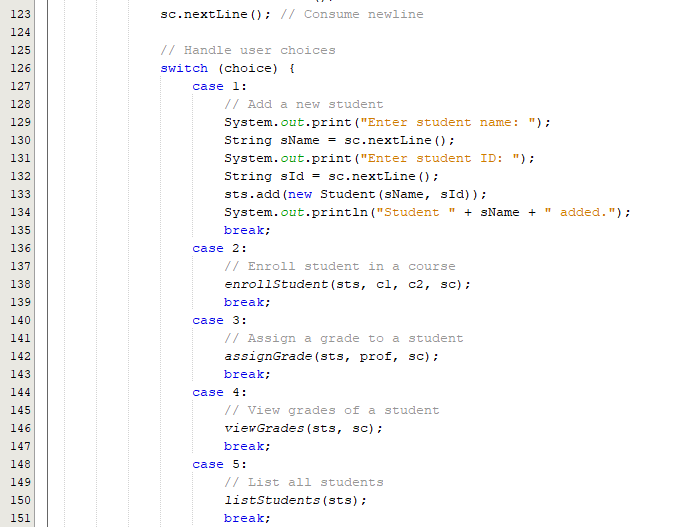 123 sc.nextLine(); // Consume newline
124
125 // Handle user choices
126 switch (choice) {
127 case 1:
128 // Add a new student
129 System.out.print("Enter student name: ");
130 String sName = sc.nextLine();
131 System.out.print("Enter student ID: ");
132 String sId = sc.nextLine();
133 sts.add(new Student(sName, sId));
134 System.out.println("Student " + sName + " added.");
135 break;
136 case 2:
137 // Enroll student in a course
138 enrollStudent(sts, c1, c2, sc);
139 break;
140 case 3:
141 // Assign a grade to a student
142 assignGrade(sts, prof, sc);
143 break;
144 case 4:
145 // View grades of a student
146 viewGrades(sts, sc);
147 break;
148 case 5:
149 // List all students
150 listStudents(sts);
151 break;